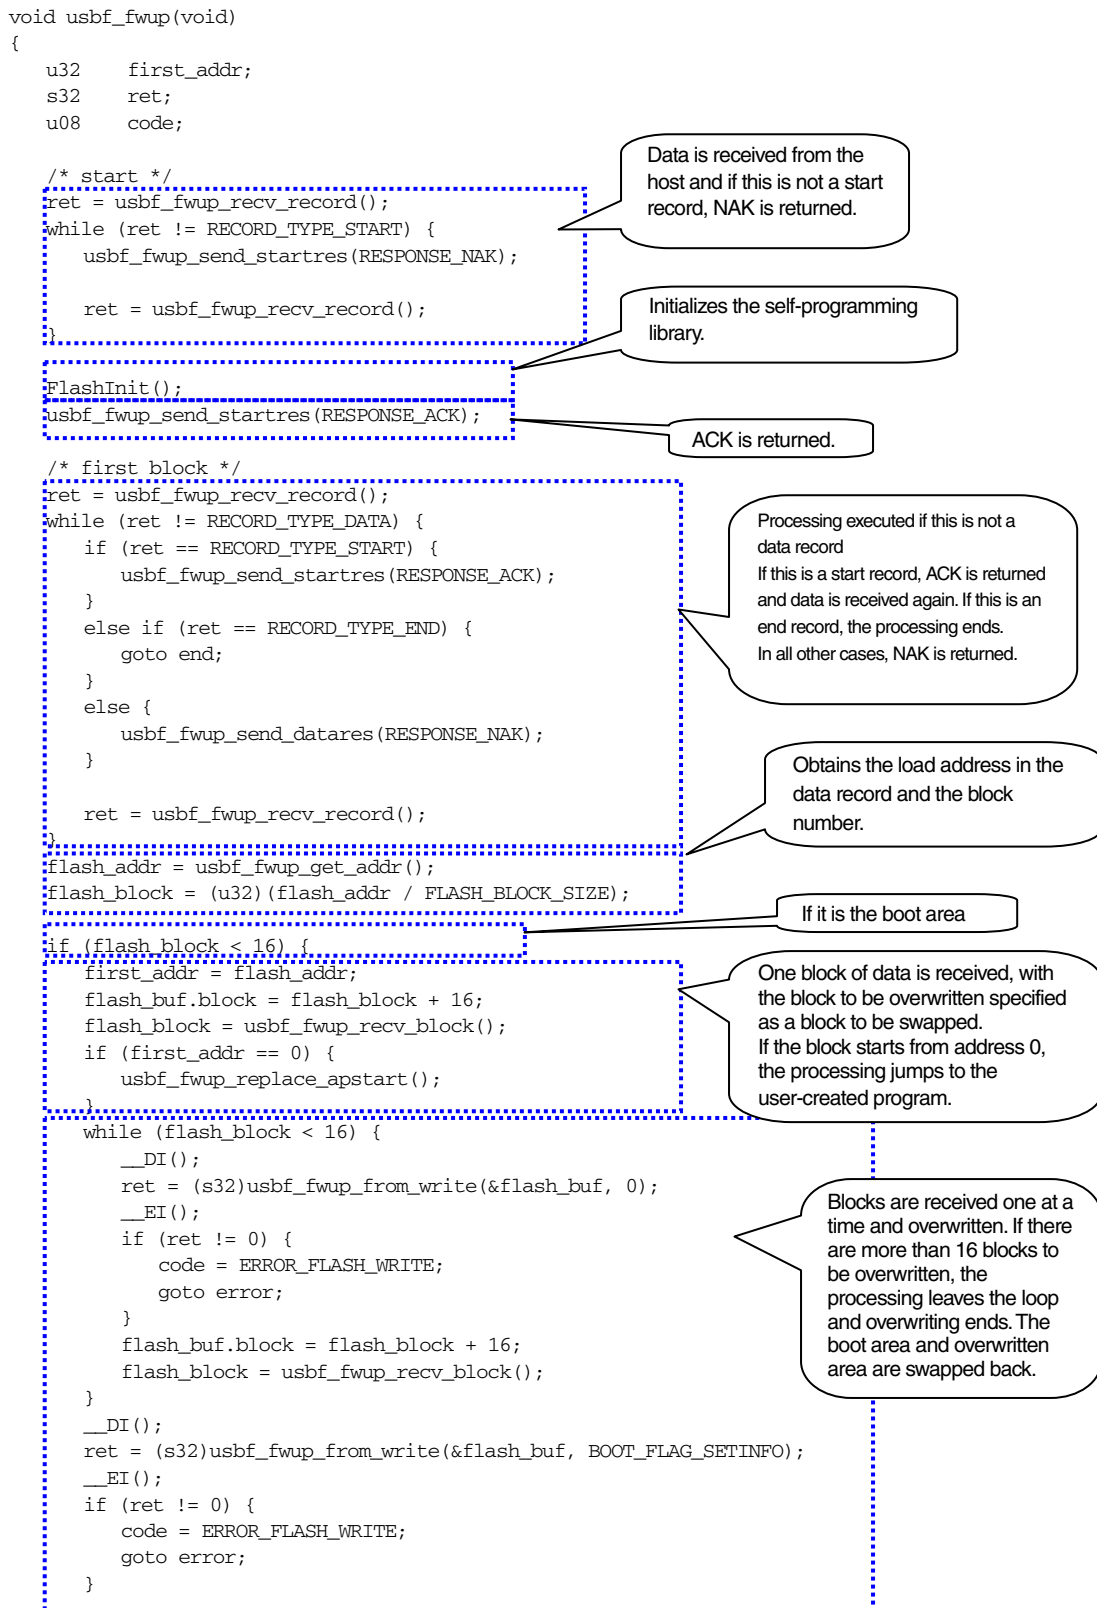 void usbf_fwup(void)
{
u32 first_addr;
s32 ret;
u08 code;
/* start */
ret = usbf_fwup_recv_record();
while (ret != RECORD_TYPE_START) {
usbf_fwup_send_startres(RESPONSE_NAK);
ret = usbf_fwup_recv_record();
}
Data is received from the
host and if this is not a start
record, NAK is returned.
Initializes the self-programming
library.
FlashInit();
usbf_fwup_send_startres(RESPONSE_ACK);
ACK is returned.
/* first block */
ret = usbf_fwup_recv_record();
while (ret != RECORD_TYPE_DATA) {
if (ret == RECORD_TYPE_START) {
usbf_fwup_send_startres(RESPONSE_ACK);
}
else if (ret == RECORD_TYPE_END) {
goto end;
}
else {
usbf_fwup_send_datares(RESPONSE_NAK);
}
ret = usbf_fwup_recv_record();
}
Processing executed if this is not a
data record
If this is a start record, ACK is returned
and data is received again. If this is an
end record, the processing ends.
In all other cases, NAK is returned.
Obtains the load address in the
data record and the block
number.
flash_addr = usbf_fwup_get_addr();
flash_block = (u32)(flash_addr / FLASH_BLOCK_SIZE);
If it is the boot area
if (flash_block < 16) {
first_addr = flash_addr;
flash_buf.block = flash_block + 16;
flash_block = usbf_fwup_recv_block();
if (first_addr == 0) {
usbf_fwup_replace_apstart();
}
One block of data is received, with
the block to be overwritten specified
as a block to be swapped.
If the block starts from address 0,
the processing jumps to the
user-created program.
while (flash_block < 16) {
__DI();
ret = (s32)usbf_fwup_from_write(&flash_buf, 0);
__EI();
if (ret != 0) {
code = ERROR_FLASH_WRITE;
goto error;
}
flash_buf.block = flash_block + 16;
flash_block = usbf_fwup_recv_block();
}
__DI();
ret = (s32)usbf_fwup_from_write(&flash_buf, BOOT_FLAG_SETINFO);
__EI();
if (ret != 0) {
code = ERROR_FLASH_WRITE;
goto error;
}
Blocks are received one at a
time and overwritten. If there
are more than 16 blocks to
be overwritten, the
processing leaves the loop
and overwriting ends. The
boot area and overwritten
area are swapped back.